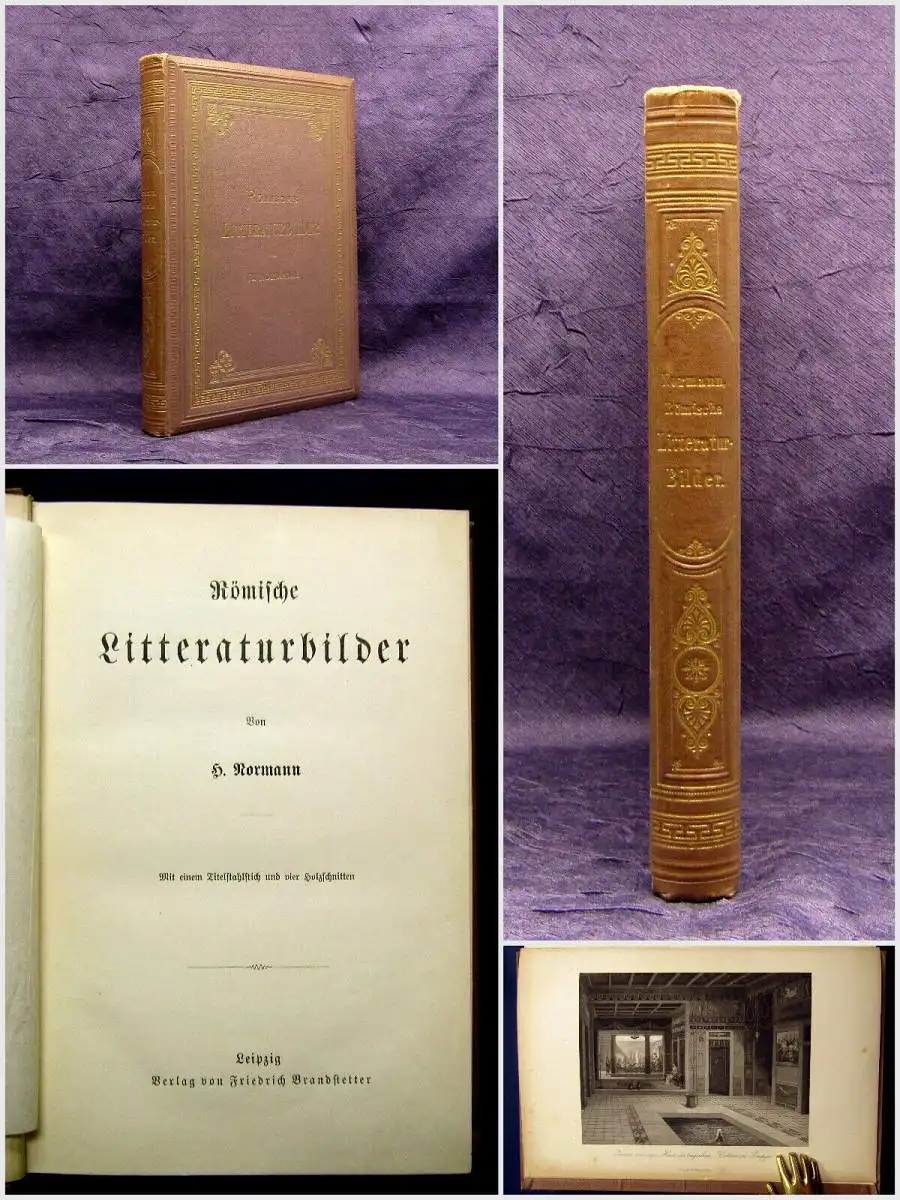 LITTERATURBILDER
Normann,
Römische
Litteratur-
Bilder.
Römische
Litteraturbilder
Von
H. Normann
Mit einem Titelstahlstich und vier Holzschnitten
Leipzig
Verlag von Friedrich Brandstetter